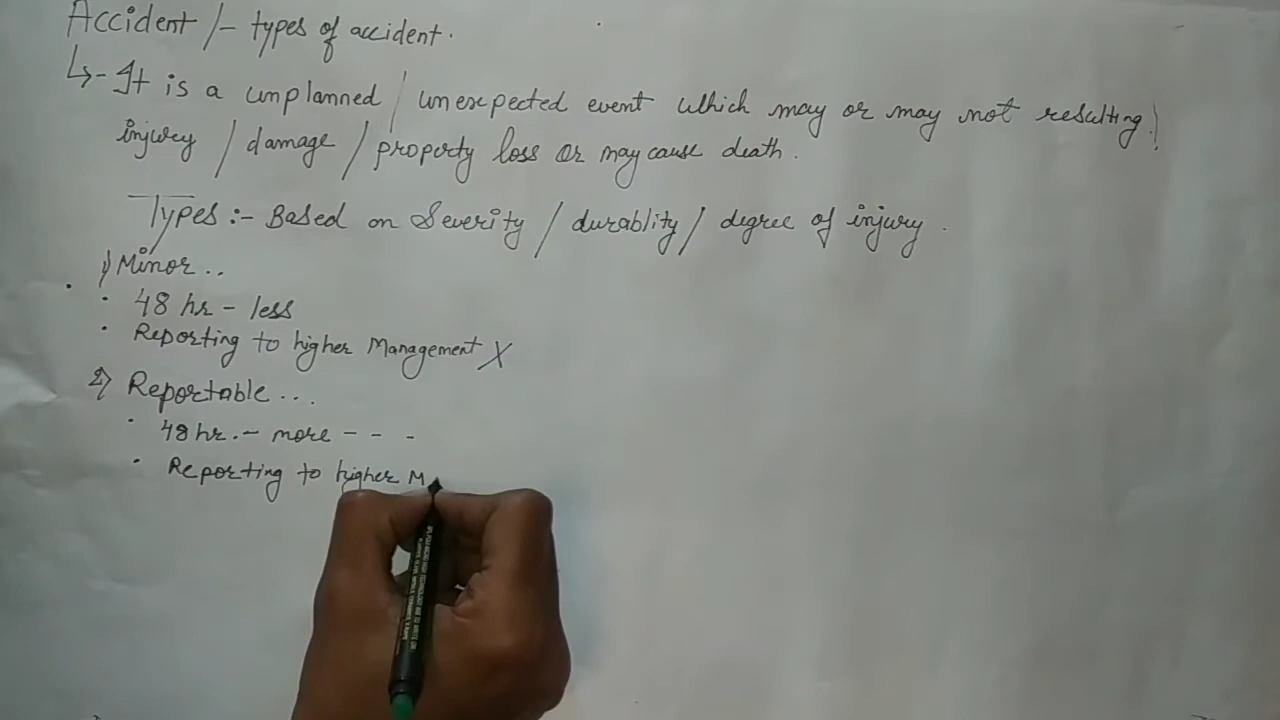 Accident /- types of accident.
↳- It is a unplanned / unexpected event which may or may not resulting /
injury / damage / property loss or may cause death.
Types :- Based on Severity / durablity / degree of injury .
1) Minor ..
• 48 hr - less
• Reporting to higher Management X
2) Reportable ...
• 48 hr. - more - - -
• Reporting to higher M